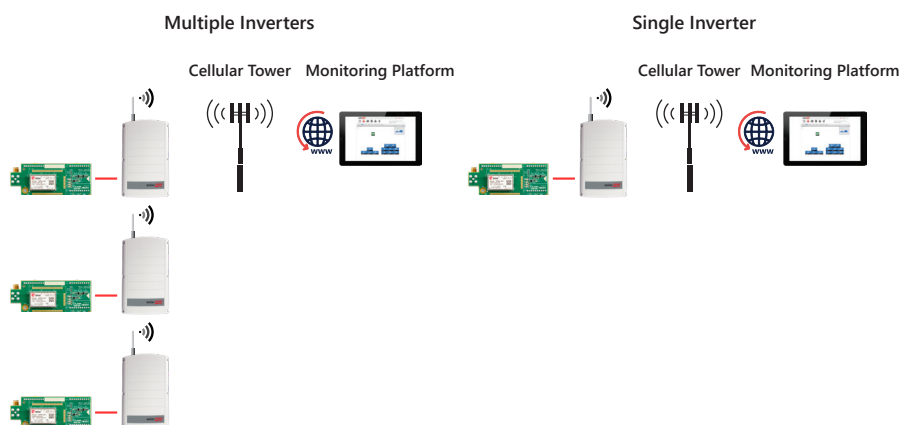 Multiple Inverters
Single Inverter
Cellular Tower
Monitoring Platform
Cellular Tower
Monitoring Platform
www
www